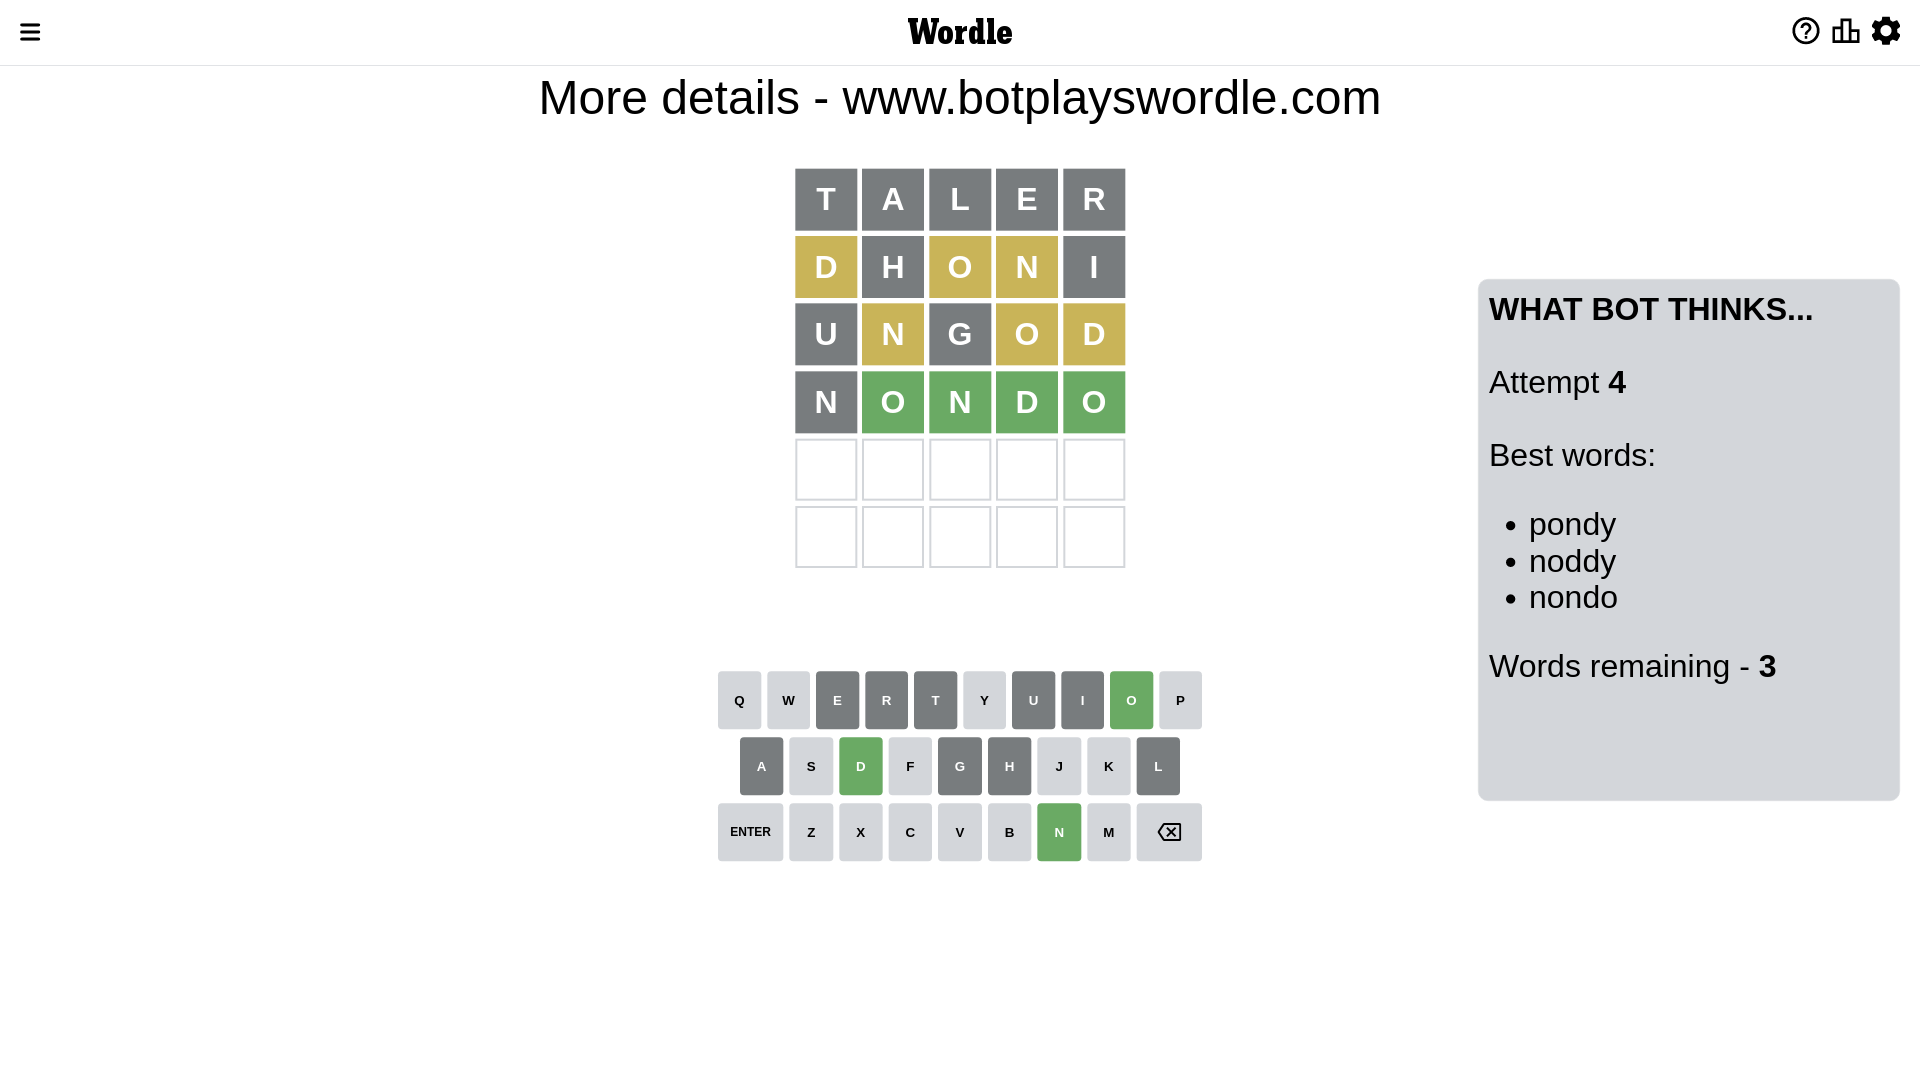 Wordle
More details - www.botplayswordle.com
T A L E R
D H O N I
U N G O D
N O N D O
WHAT BOT THINKS...
Attempt 4
Best words:
• pondy
• noddy
• nondo
Words remaining - 3
Q W E R T Y U I O P
A S D F G H J K L
ENTER Z X C V B N M